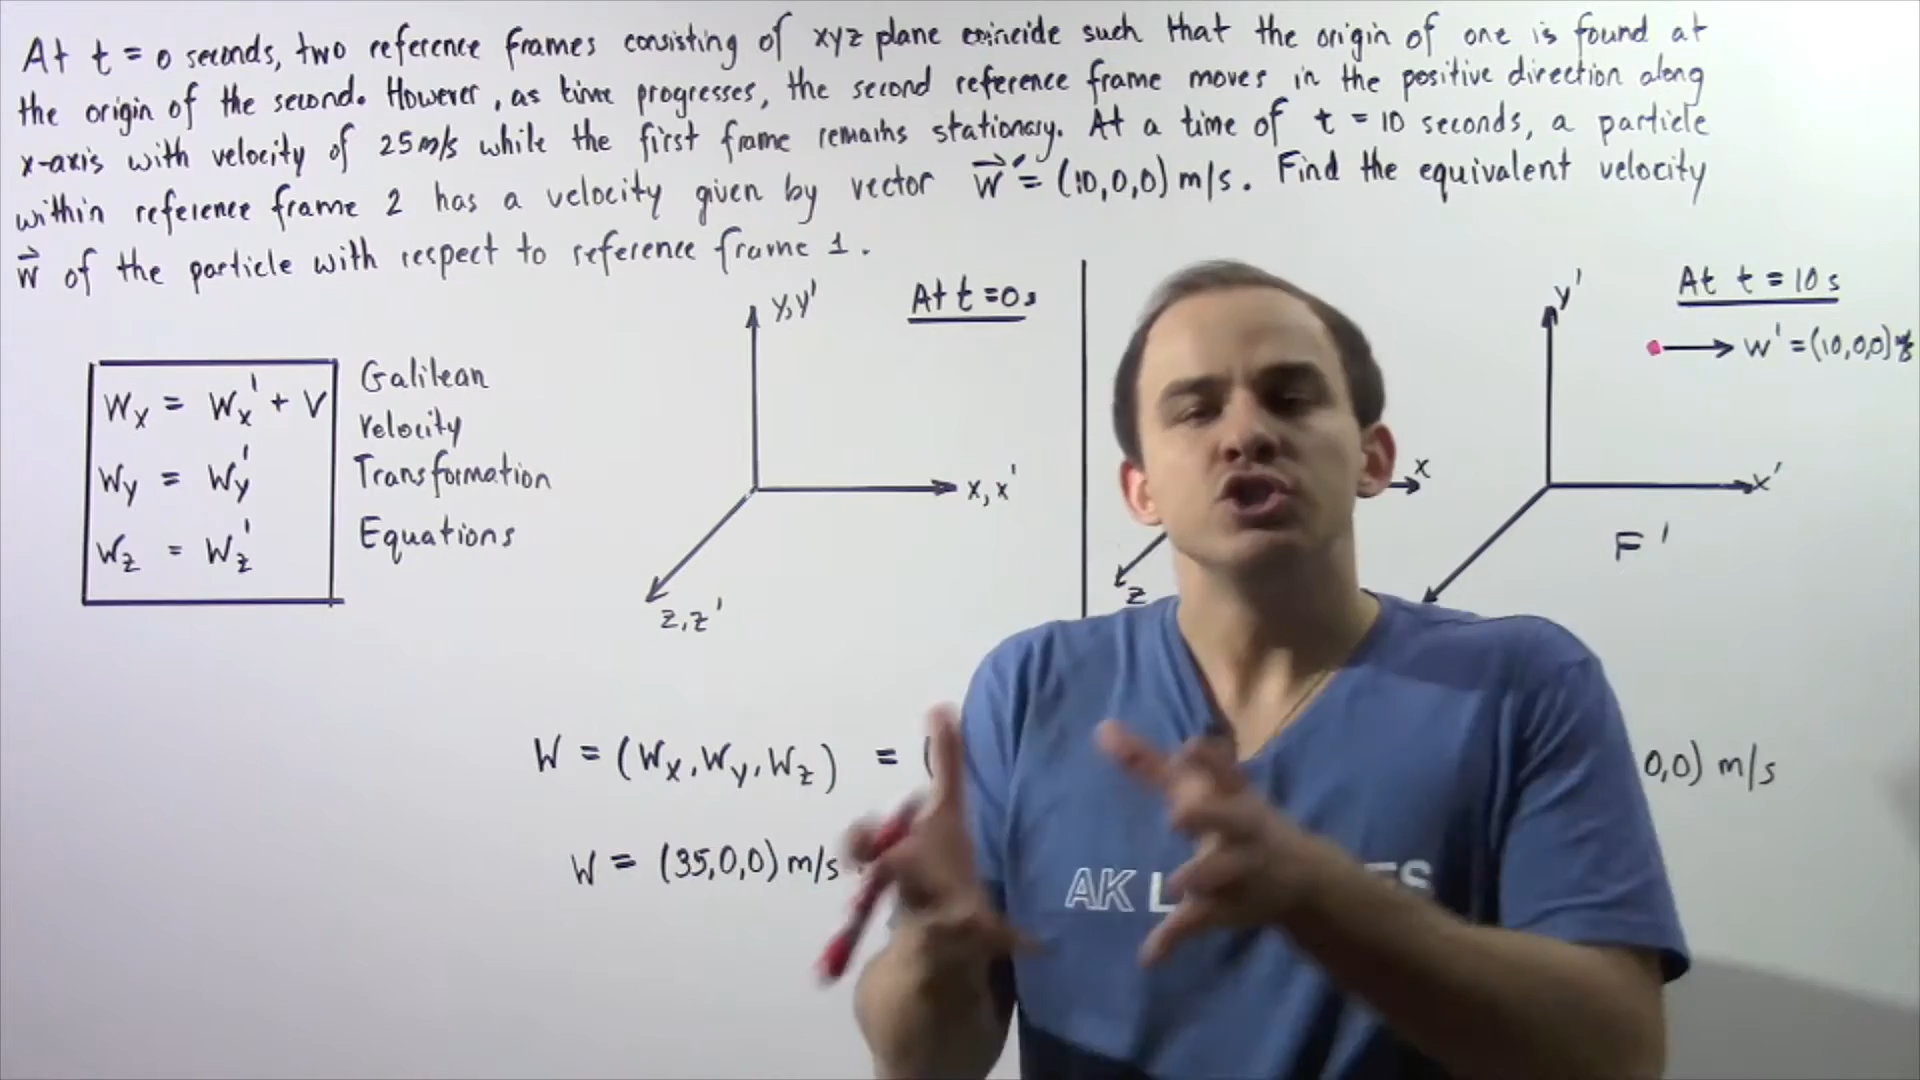 At t = 0 seconds, two reference frames consisting of xyz plane coincide such that the origin of one is found at
the origin of the second. However, as time progresses, the second reference frame moves in the positive direction along
x-axis with velocity of 25 m/s while the first frame remains stationary. At a time of t = 10 seconds, a particle
within reference frame 2 has a velocity given by vector w⃗' = (10,0,0) m/s. Find the equivalent velocity
w⃗ of the particle with respect to reference frame 1.
Wx = Wx' + V
Wy = Wy'
Wz = Wz'
Galilean
Velocity
Transformation
Equations
At t = 0 s
y,y'
x,x'
z,z'
At t = 10 s
y'
w' = (10,0,0) m/s
x
x'
F'
z
W = (Wx, Wy, Wz) = (
0,0) m/s
W = (35,0,0) m/s
AK L
ES